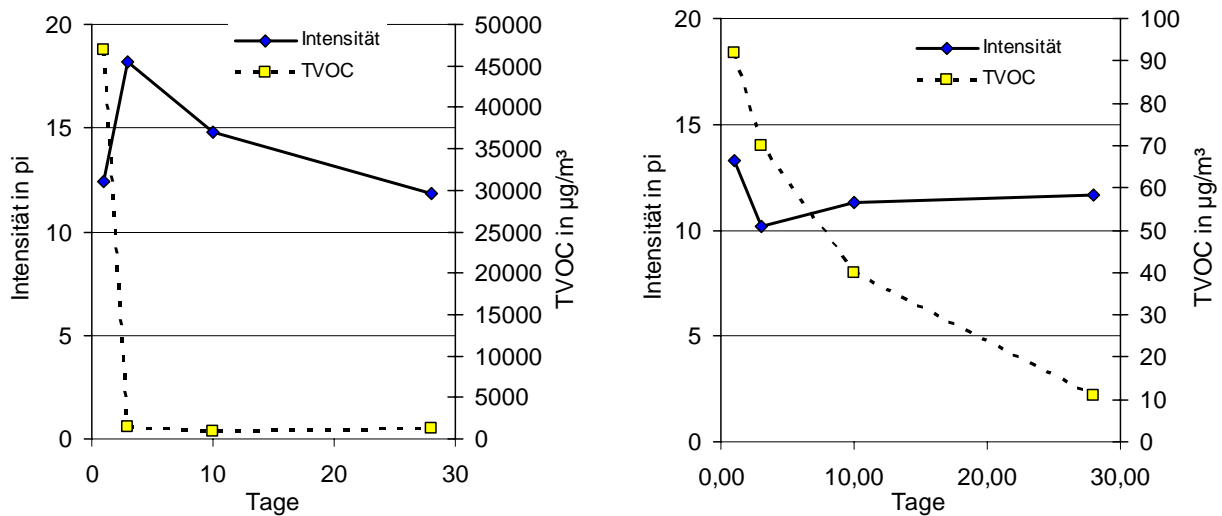 20
15
10
5
0
Intensität in pi
50000
45000
40000
35000
30000
25000
20000
15000
10000
5000
0
TVOC in µg/m³
Intensität
TVOC
0 10 20 30
Tage
20
15
10
5
0
Intensität in pi
100
90
80
70
60
50
40
30
20
10
0
TVOC in µg/m³
Intensität
TVOC
0,00 10,00 20,00 30,00
Tage